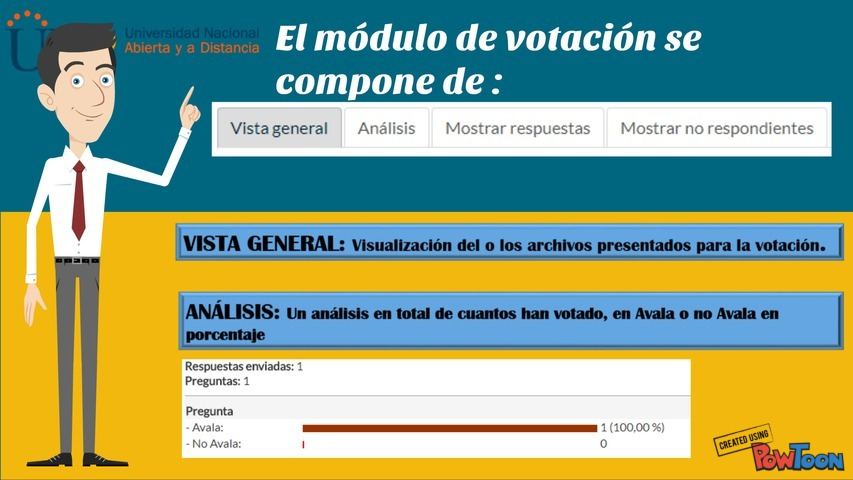 U
Universidad Nacional
Abierta y a Distancia
El módulo de votación se
compone de :
Vista general Análisis Mostrar respuestas Mostrar no respondientes
VISTA GENERAL: Visualización del o los archivos presentados para la votación.
ANÁLISIS: Un análisis en total de cuantos han votado, en Avala o no Avala en
porcentaje
Respuestas enviadas: 1
Preguntas: 1
Pregunta
- Avala: 1 (100,00 %)
- No Avala: 0
CREATED USING
POWTOON